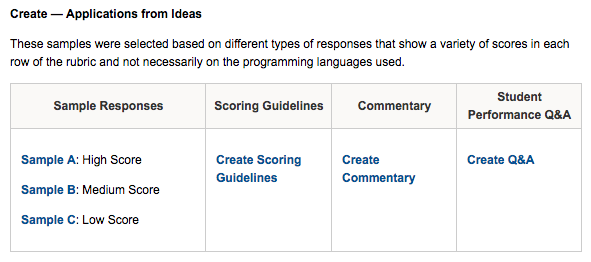 Create — Applications from Ideas
These samples were selected based on different types of responses that show a variety of scores in each
row of the rubric and not necessarily on the programming languages used.
Sample Responses
Scoring Guidelines
Commentary
Student
Performance Q&A
Sample A: High Score
Sample B: Medium Score
Sample C: Low Score
Create Scoring
Guidelines
Create
Commentary
Create Q&A